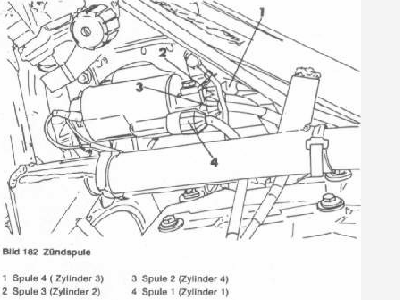 1
2
3
4
Bild 182 Zündspule
1 Spule 4 ( Zylinder 3)
2 Spule 3 (Zylinder 2)
3 Spule 2 (Zylinder 4)
4 Spule 1 (Zylinder 1)